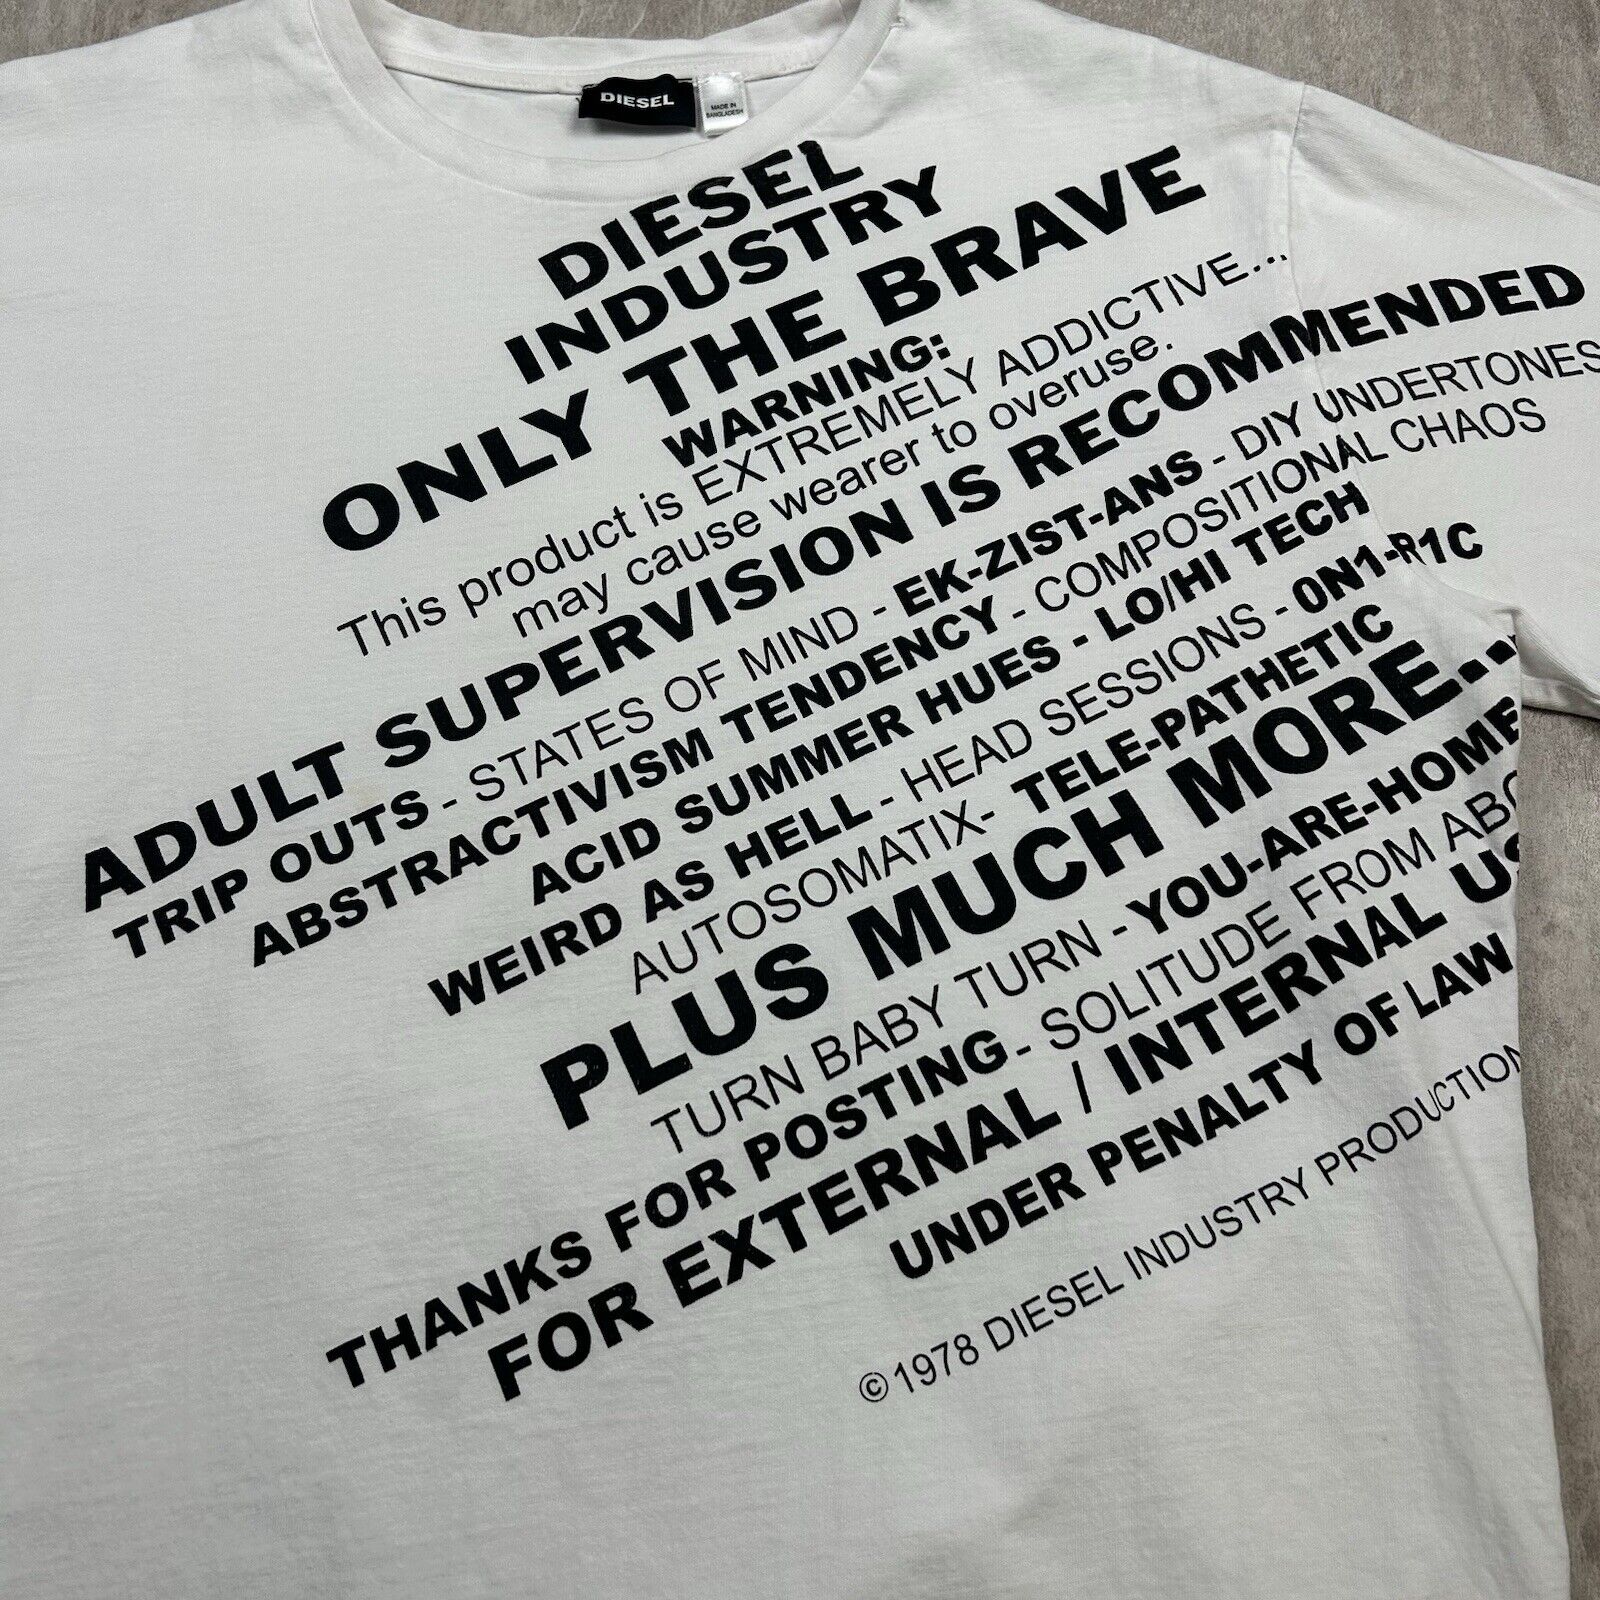 DIESEL
MADE IN
BANGLADESH
DIESEL
INDUSTRY
ONLY THE BRAVE
WARNING:
This product is EXTREMELY ADDICTIVE...
may cause wearer to overuse.
ADULT SUPERVISION IS RECOMMENDED
TRIP OUTS - STATES OF MIND - EK-ZIST-ANS - DIY UNDERTONES
ABSTRACTIVISM TENDENCY - COMPOSITIONAL CHAOS
ACID SUMMER HUES - LO/HI TECH
WEIRD AS HELL - HEAD SESSIONS - 0N1-R1C
AUTOSOMATIX- TELE-PATHETIC
PLUS MUCH MORE...
TURN BABY TURN - YOU-ARE-HOME
THANKS FOR POSTING - SOLITUDE FROM
FOR EXTERNAL / INTERNAL
UNDER PENALTY OF LAW
©1978 DIESEL INDUSTRY PRODUCTION